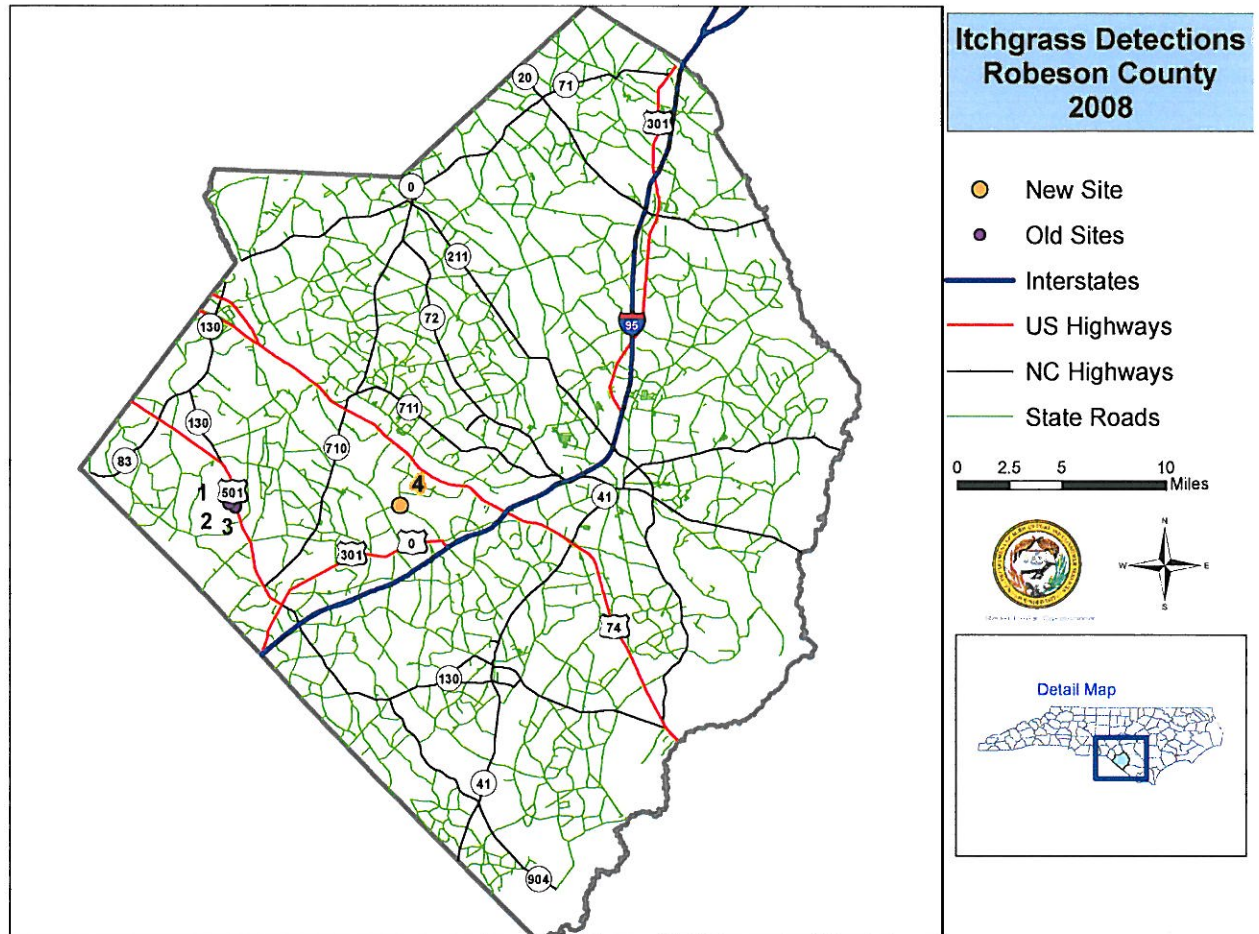 Itchgrass Detections
Robeson County
2008
New Site
Old Sites
Interstates
US Highways
NC Highways
State Roads
0 2.5 5 10
Miles
N
W E
S
Detail Map
20
71
301
0
211
95
72
130
711
130
710
83
4
1
501
2 3
41
301
0
74
130
41
904